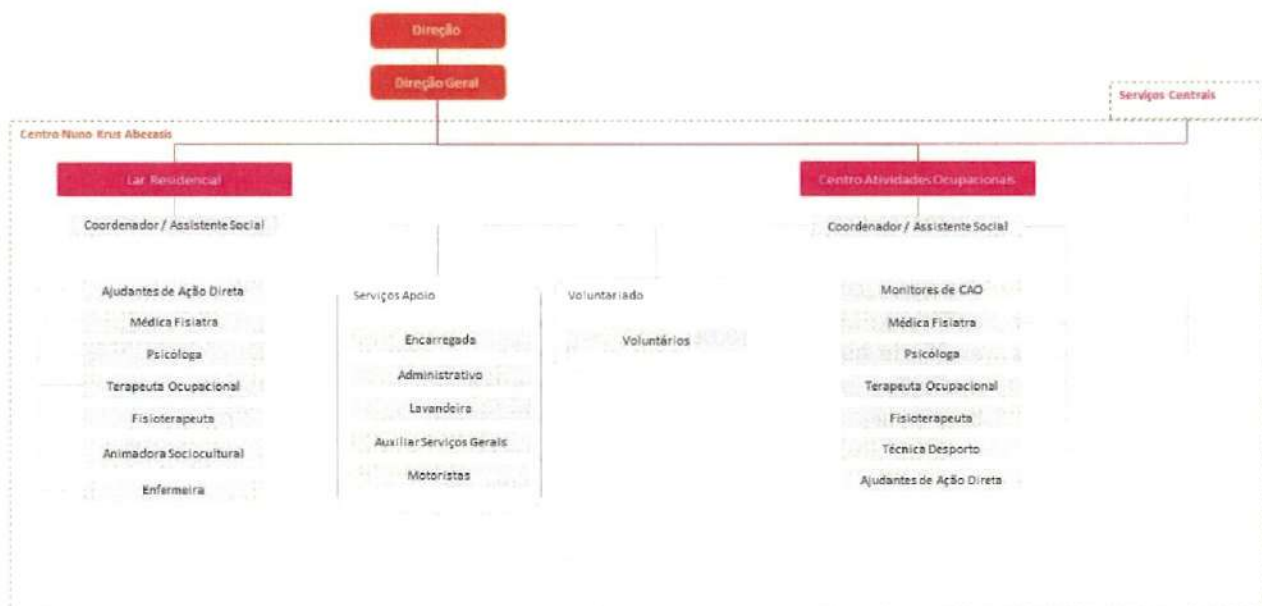 Direção
Direção Geral
Serviços Centrais
Centro Nuno Krus Abecasis
Lar Residencial
Centro Atividades Ocupacionais
Coordenador / Assistente Social
Coordenador / Assistente Social
Ajudantes de Ação Direta
Médica Fisiatra
Psicóloga
Terapeuta Ocupacional
Fisioterapeuta
Animadora Sociocultural
Enfermeira
Serviços Apoio
Encarregada
Administrativo
Lavandeira
Auxiliar Serviços Gerais
Motoristas
Voluntariado
Voluntários
Monitores de CAO
Médica Fisiatra
Psicóloga
Terapeuta Ocupacional
Fisioterapeuta
Técnica Desporto
Ajudantes de Ação Direta